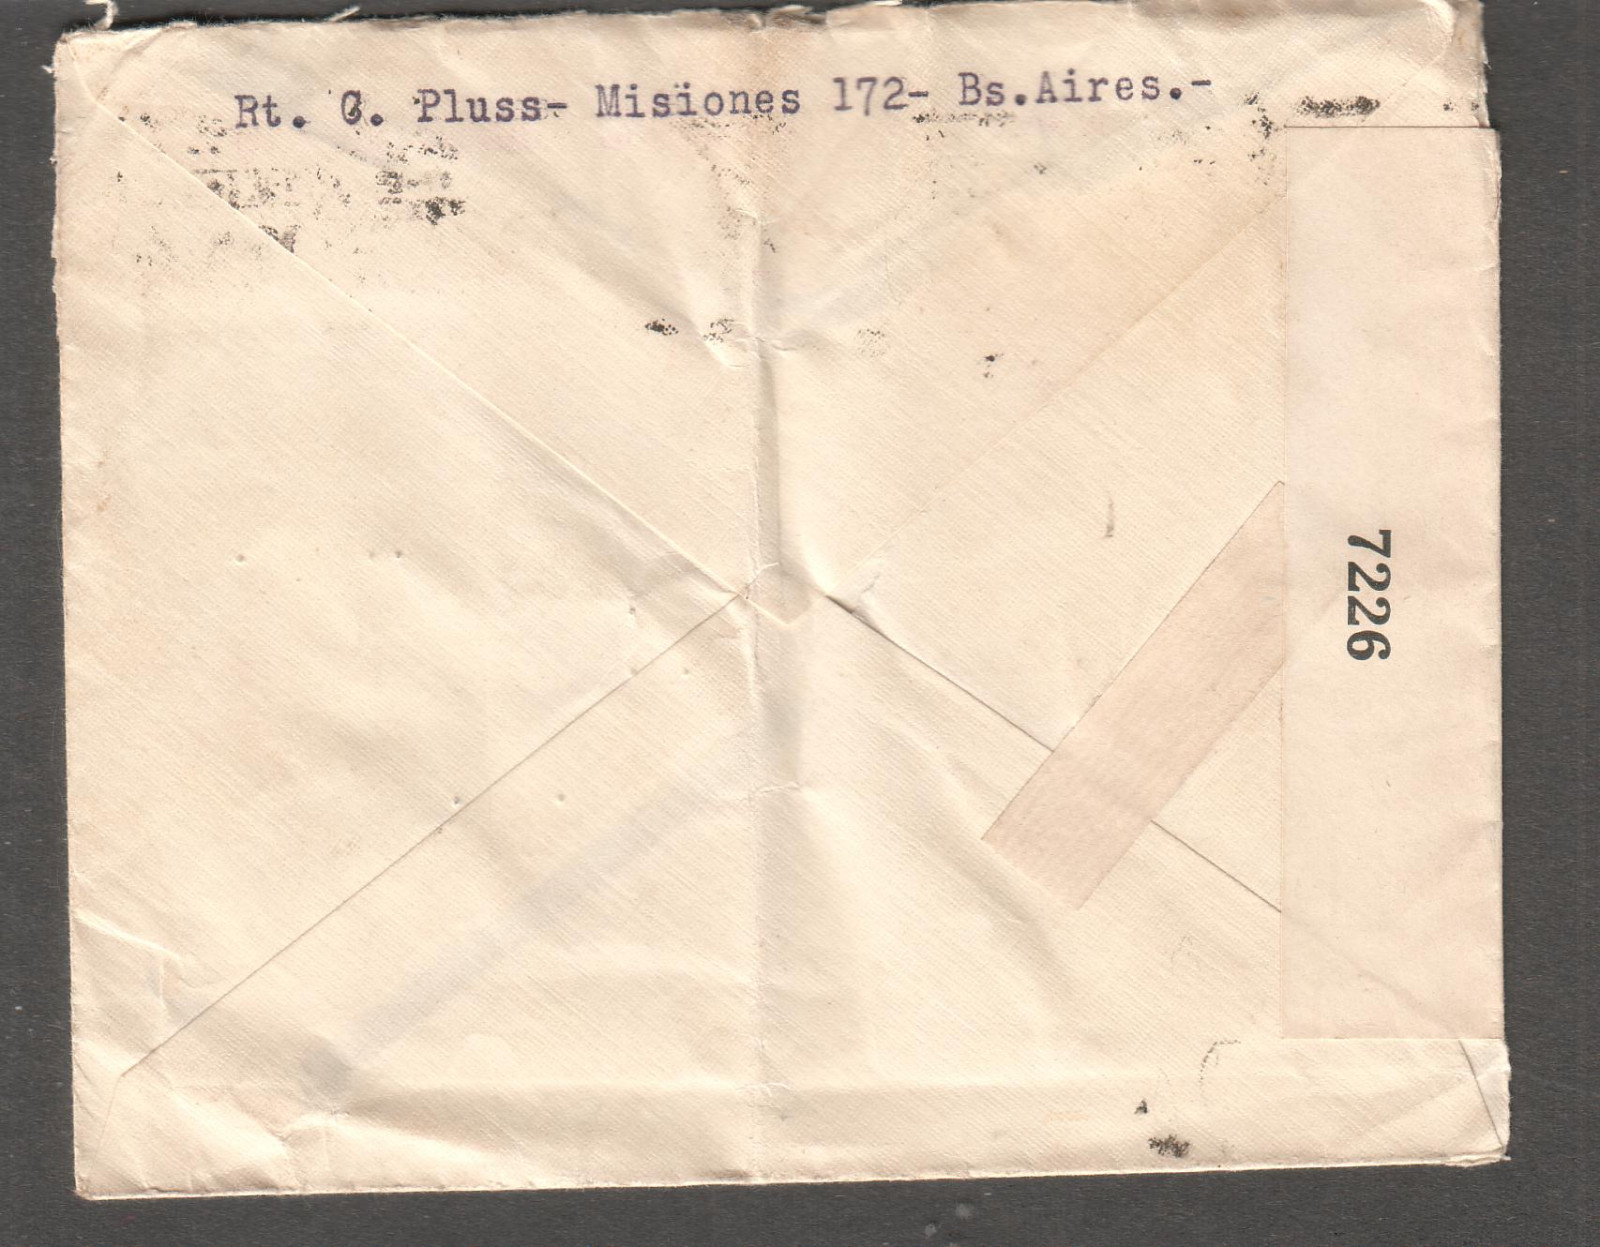 Rt. G. Pluss- Misiones 172- Bs.Aires.-
7226